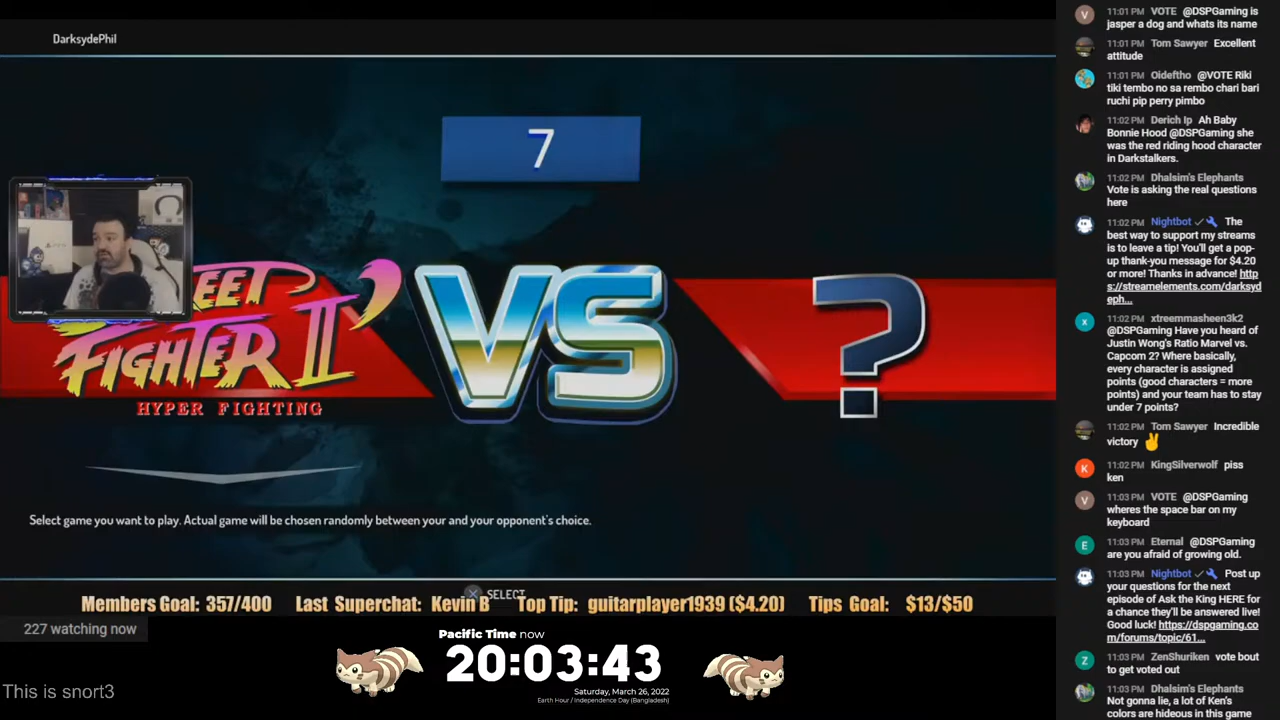 DarksydePhil
7
EET
FIGHTER II'
HYPER FIGHTING
VS
?
Select game you want to play. Actual game will be chosen randomly between your and your opponent's choice.
SELECT
Members Goal: 357/400 Last Superchat: Kevin B Top Tip: guitarplayer1939 ($4.20) Tips Goal: $13/$50
227 watching now
Pacific Time now
20:03:43
Saturday, March 26, 2022
Earth Hour / Independence Day (Bangladesh)
This is snort3
V 11:01 PM VOTE @DSPGaming is
jasper a dog and whats its name
11:01 PM Tom Sawyer Excellent
attitude
11:01 PM Oideftho @VOTE Riki
tiki tembo no sa rembo chari bari
ruchi pip perry pimbo
11:02 PM Derich Ip Ah Baby
Bonnie Hood @DSPGaming she
was the red riding hood character
in Darkstalkers.
11:02 PM Dhalsim's Elephants
Vote is asking the real questions
here
11:02 PM Nightbot The
best way to support my streams
is to leave a tip! You'll get a pop-
up thank-you message for $4.20
or more! Thanks in advance! http
s://streamelements.com/darksyd
eph...
x 11:02 PM xtreemmasheen3k2
@DSPGaming Have you heard of
Justin Wong's Ratio Marvel vs.
Capcom 2? Where basically,
every character is assigned
points (good characters = more
points) and your team has to stay
under 7 points?
11:02 PM Tom Sawyer Incredible
victory ✌
K 11:02 PM KingSilverwolf piss
ken
V 11:03 PM VOTE @DSPGaming
wheres the space bar on my
keyboard
E 11:03 PM Eternal @DSPGaming
are you afraid of growing old.
11:03 PM Nightbot Post up
your questions for the next
episode of Ask the King HERE for
a chance they'll be answered live!
Good luck! https://dspgaming.co
m/forums/topic/61...
Z 11:03 PM ZenShuriken vote bout
to get voted out
11:03 PM Dhalsim's Elephants
Not gonna lie, a lot of Ken's
colors are hideous in this game